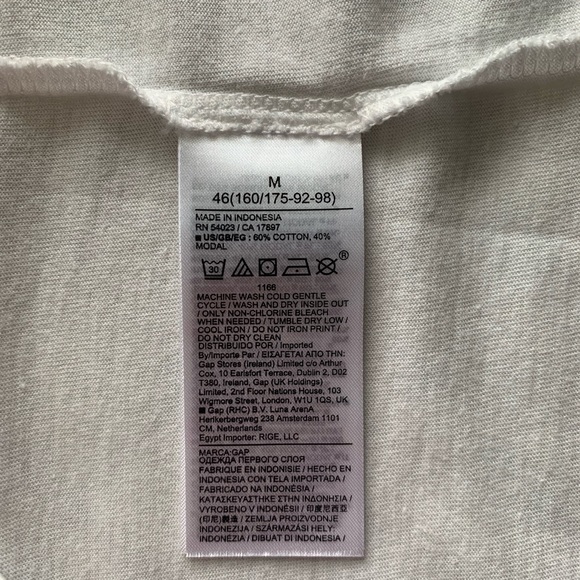 M
46(160/175-92-98)
MADE IN INDONESIA
RN 54023 / CA 17897
■ US/GB/EG : 60% COTTON, 40%
MODAL
30
®
1166
MACHINE WASH COLD GENTLE
CYCLE / WASH AND DRY INSIDE OUT
/ ONLY NON-CHLORINE BLEACH
WHEN NEEDED / TUMBLE DRY LOW /
COOL IRON / DO NOT IRON PRINT /
DO NOT DRY CLEAN
DISTRIBUIDO POR / Imported
By/Importe Par / ΕΙΣΑΓΕΤΑΙ ΑΠΟ ΤΗΝ:
Gap Stores (Ireland) Limited c/o Arthur
Cox, 10 Earlsfort Terrace, Dublin 2, D02
T380, Ireland, Gap (UK Holdings)
Limited, 2nd Floor Nations House, 103
Wigmore Street, London, W1U 1QS, UK
■ Gap (RHC) B.V. Luna ArenA
Herikerbergweg 238 Amsterdam 1101
CM, Netherlands
Egypt Importer: RIGE, LLC
MARCA:GAP
ОДЕЖДА ПЕРВОГО СЛОЯ
FABRIQUE EN INDONISIE / HECHO EN
INDONESIA CON TELA IMPORTADA /
FABRICADO NA INDONÉSIA /
ΚΑΤΑΣΚΕΥΑΣΤΗΚΕ ΣΤΗΝ ΙΝΔΟΝΗΣΙΑ /
VYROBENO V INDONÉSII / 印度尼西亞
(印尼)製造 / ZEMLJA PROIZVODNJE
INDONEZIJA / SZÁRMAZÁSI HELY:
INDONÉZIA / DIBUAT DI INDONESIA /